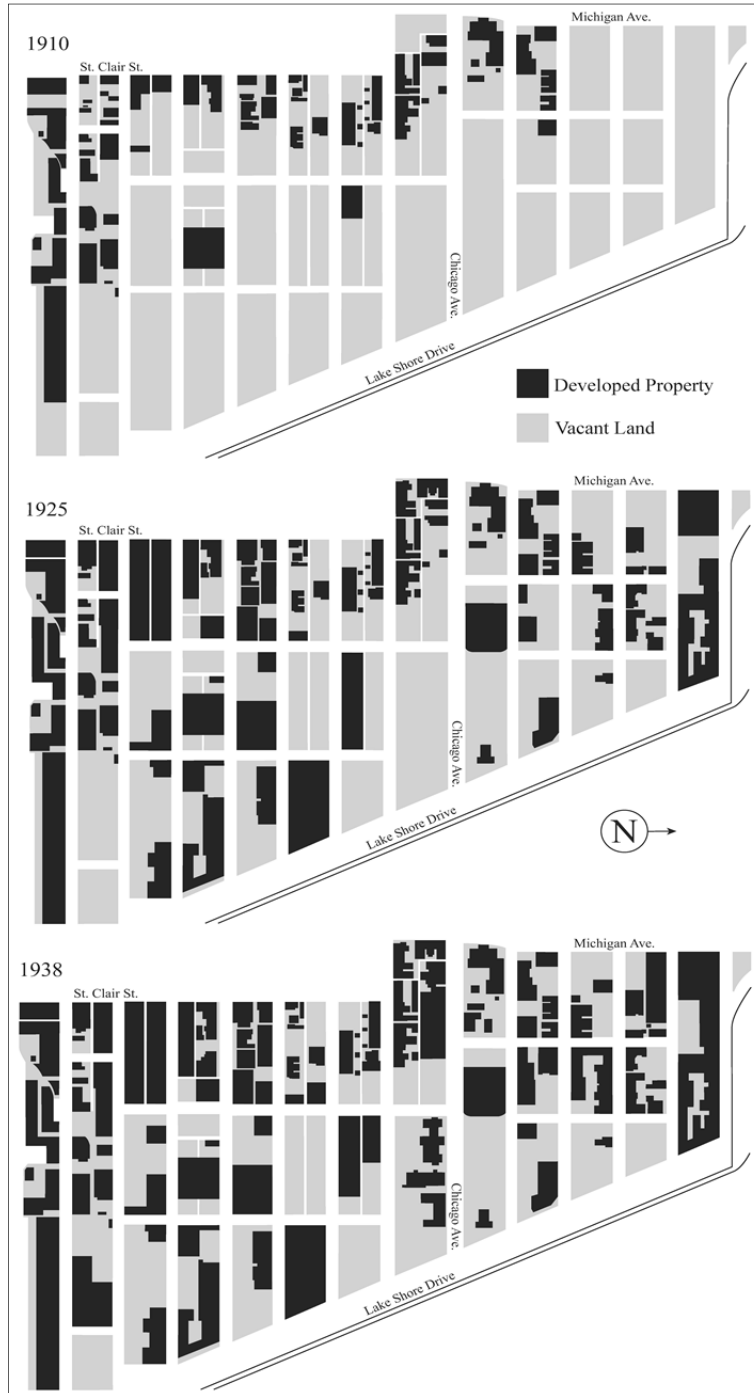 1910
St. Clair St.
Michigan Ave.
Chicago Ave.
Lake Shore Drive
Developed Property
Vacant Land
1925
St. Clair St.
Michigan Ave.
Chicago Ave.
Lake Shore Drive
N
1938
St. Clair St.
Michigan Ave.
Chicago Ave.
Lake Shore Drive